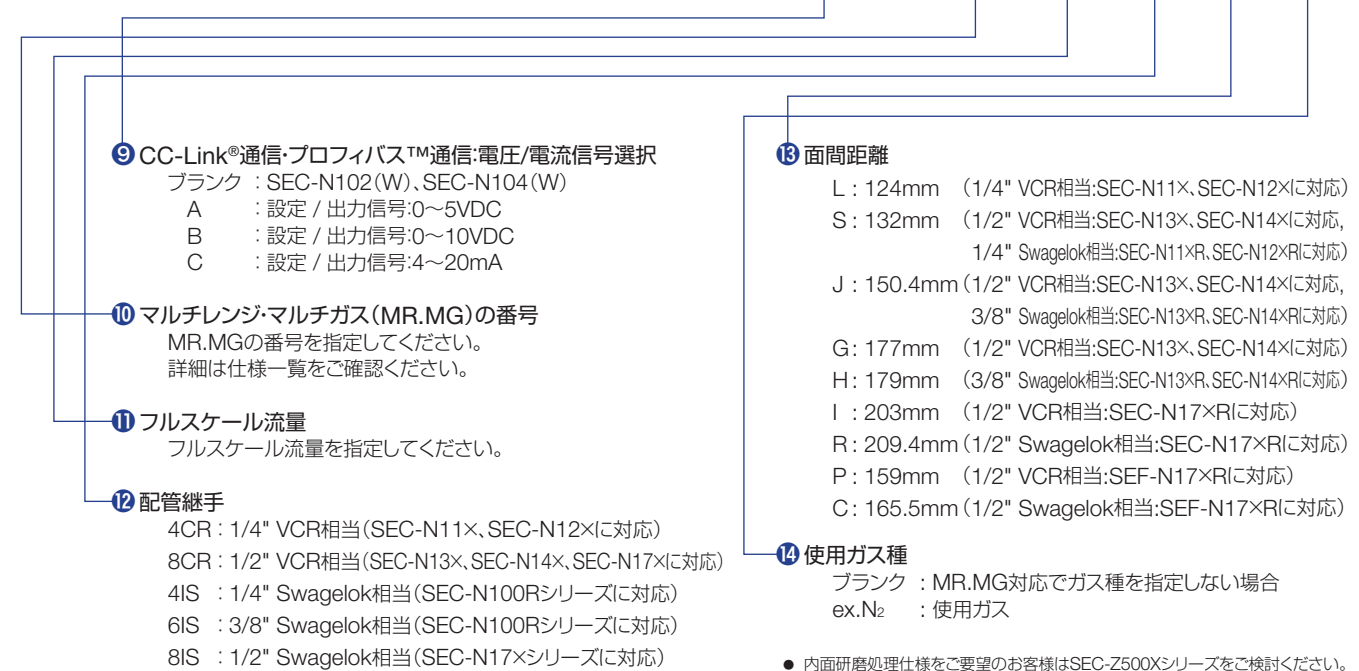 ❾ CC-Link®通信・プロフィバス™通信:電圧/電流信号選択
ブランク : SEC-N102(W)、SEC-N104(W)
A : 設定 / 出力信号:0〜5VDC
B : 設定 / 出力信号:0〜10VDC
C : 設定 / 出力信号:4〜20mA
❿ マルチレンジ・マルチガス(MR.MG)の番号
MR.MGの番号を指定してください。
詳細は仕様一覧をご確認ください。
⓫ フルスケール流量
フルスケール流量を指定してください。
⓬ 配管継手
4CR : 1/4" VCR相当(SEC-N11×、SEC-N12×に対応)
8CR : 1/2" VCR相当(SEC-N13×、SEC-N14×、SEC-N17×に対応)
4IS : 1/4" Swagelok相当(SEC-N100Rシリーズに対応)
6IS : 3/8" Swagelok相当(SEC-N100Rシリーズに対応)
8IS : 1/2" Swagelok相当(SEC-N17×シリーズに対応)
⓭ 面間距離
L : 124mm (1/4" VCR相当:SEC-N11×、SEC-N12×に対応)
S : 132mm (1/2" VCR相当:SEC-N13×、SEC-N14×に対応,
1/4" Swagelok相当:SEC-N11×R、SEC-N12×Rに対応)
J : 150.4mm (1/2" VCR相当:SEC-N13×、SEC-N14×に対応,
3/8" Swagelok相当:SEC-N13×R、SEC-N14×Rに対応)
G : 177mm (1/2" VCR相当:SEC-N13×、SEC-N14×に対応)
H : 179mm (3/8" Swagelok相当:SEC-N13×R、SEC-N14×Rに対応)
I : 203mm (1/2" VCR相当:SEC-N17×Rに対応)
R : 209.4mm (1/2" Swagelok相当:SEC-N17×Rに対応)
P : 159mm (1/2" VCR相当:SEF-N17×Rに対応)
C : 165.5mm (1/2" Swagelok相当:SEF-N17×Rに対応)
⓮ 使用ガス種
ブランク : MR.MG対応でガス種を指定しない場合
ex.N₂ : 使用ガス
● 内面研磨処理仕様をご要望のお客様はSEC-Z500Xシリーズをご検討ください。